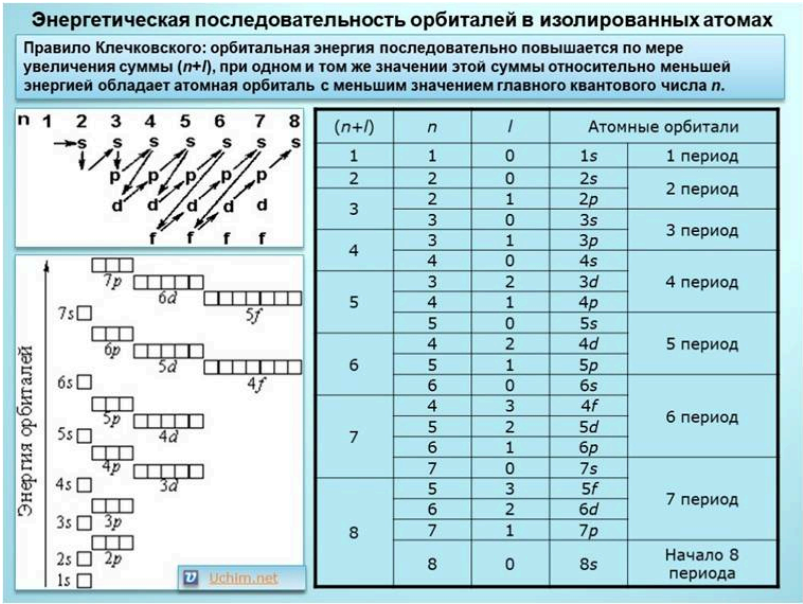 Энергетическая последовательность орбиталей в изолированных атомах
Правило Клечковского: орбитальная энергия последовательно повышается по мере
увеличения суммы (n+l), при одном и том же значении этой суммы относительно меньшей
энергией обладает атомная орбиталь с меньшим значением главного квантового числа n.
n 1 2 3 4 5 6 7 8
s s s s s s s
p p p p p
d d d d d
f f f f
Энергия орбиталей
7p
6d
5f
7s
6p
5d
4f
6s
5p
4d
5s
4p
3d
4s
3p
3s
2p
2s
1s
Uchim.net
(n+l) n l Атомные орбитали
1 1 0 1s 1 период
2 2 0 2s 2 период
3 2 1 2p
3 0 3s 3 период
4 3 1 3p
4 0 4s 4 период
5 3 2 3d
4 1 4p
5 0 5s 5 период
6 4 2 4d
5 1 5p
6 0 6s 6 период
7 4 3 4f
5 2 5d
6 1 6p
7 0 7s 7 период
8 5 3 5f
6 2 6d
7 1 7p
8 0 8s Начало 8
периода